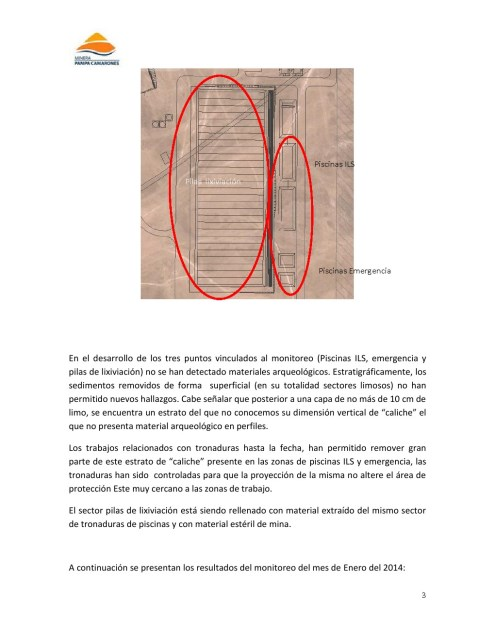 MINERA
PAMPA CAMARONES
Piscinas ILS
Pilas lixiviación
Piscinas Emergencia
En el desarrollo de los tres puntos vinculados al monitoreo (Piscinas ILS, emergencia y
pilas de lixiviación) no se han detectado materiales arqueológicos. Estratigráficamente, los
sedimentos removidos de forma superficial (en su totalidad sectores limosos) no han
permitido nuevos hallazgos. Cabe señalar que posterior a una capa de no más de 10 cm de
limo, se encuentra un estrato del que no conocemos su dimensión vertical de “caliche” el
que no presenta material arqueológico en perfiles.
Los trabajos relacionados con tronaduras hasta la fecha, han permitido remover gran
parte de este estrato de “caliche” presente en las zonas de piscinas ILS y emergencia, las
tronaduras han sido controladas para que la proyección de la misma no altere el área de
protección Este muy cercano a las zonas de trabajo.
El sector pilas de lixiviación está siendo rellenado con material extraído del mismo sector
de tronaduras de piscinas y con material estéril de mina.
A continuación se presentan los resultados del monitoreo del mes de Enero del 2014:
3